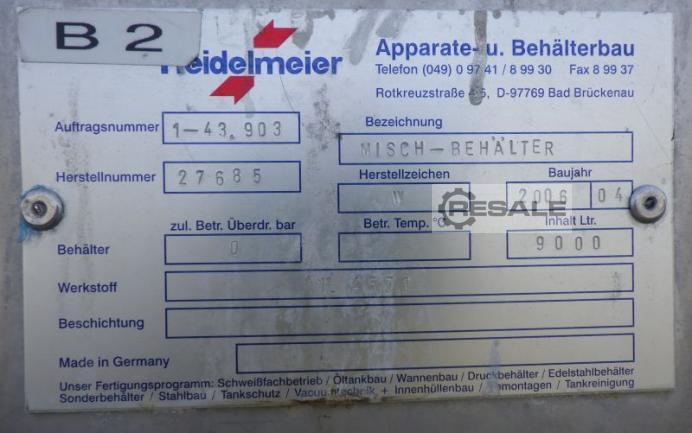 B 2
Heidelmeier
Apparate- u. Behälterbau
Telefon (049) 0 97 41 / 8 99 30 Fax 8 99 37
Rotkreuzstraße 4-5, D-97769 Bad Brückenau
Auftragsnummer 1-43.903
Bezeichnung
MISCH-BEHÄLTER
Herstellnummer 27685
Herstellzeichen Baujahr
W 2006 04
RESALE
zul. Betr. Überdr. bar Betr. Temp. °C Inhalt Ltr.
Behälter 0 9000
Werkstoff 1.4571
Beschichtung
Made in Germany
Unser Fertigungsprogramm: Schweißfachbetrieb / Öltankbau / Wannenbau / Druckbehälter / Edelstahlbehälter
Sonderbehälter / Stahlbau / Tankschutz / + Innenhüllenbau / Tankreinigung